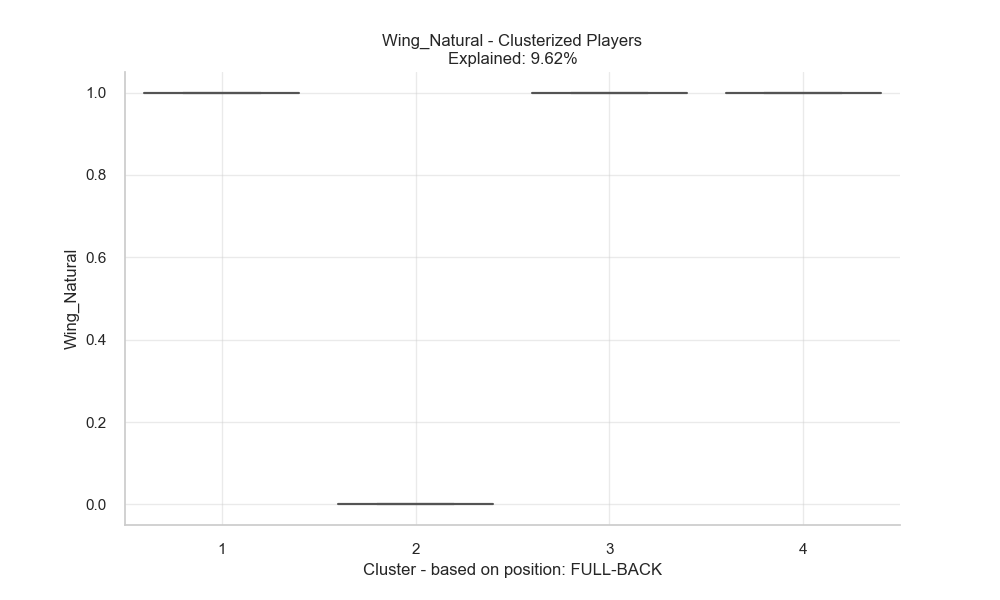 Wing_Natural - Clusterized Players
Explained: 9.62%
Wing_Natural
1.0
0.8
0.6
0.4
0.2
0.0
1 2 3 4
Cluster - based on position: FULL-BACK